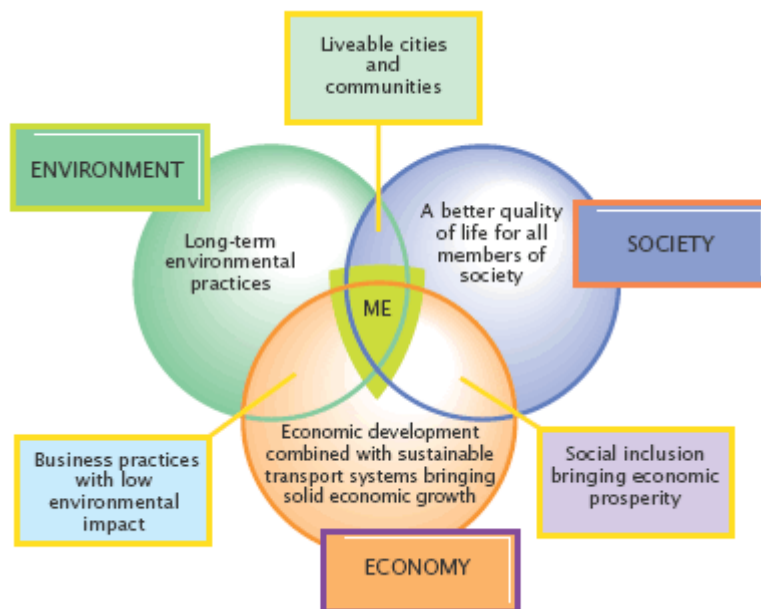 Liveable cities
and
communities
ENVIRONMENT
Long-term
environmental
practices
A better quality
of life for all
members of
society
SOCIETY
ME
Business practices
with low
environmental
impact
Economic development
combined with sustainable
transport systems bringing
solid economic growth
Social inclusion
bringing economic
prosperity
ECONOMY